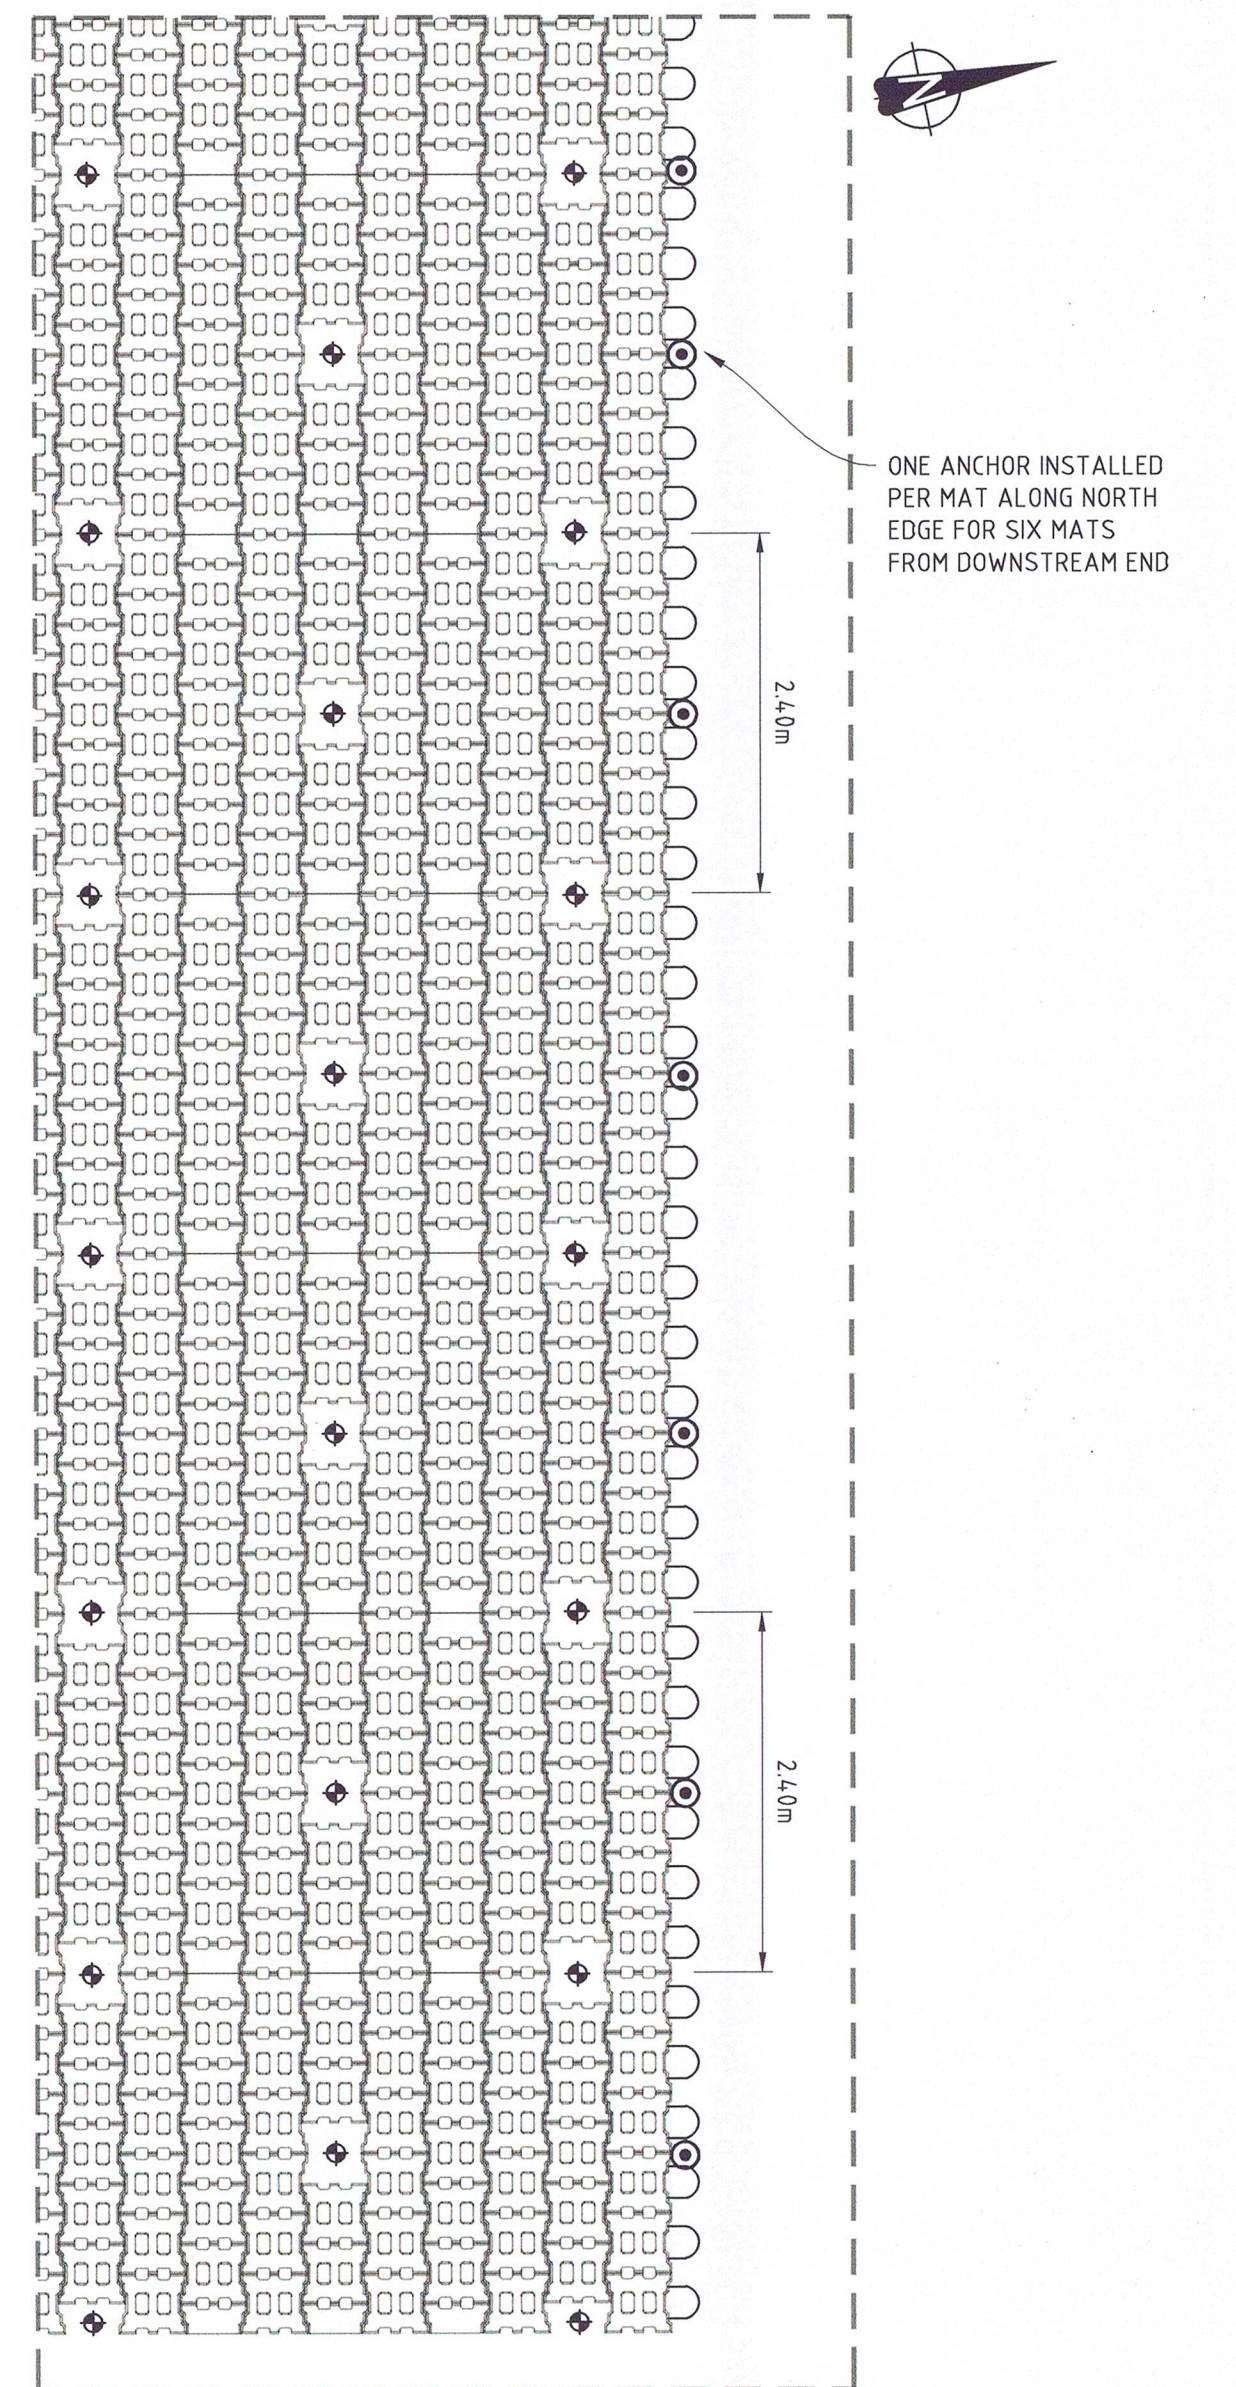 N
ONE ANCHOR INSTALLED
PER MAT ALONG NORTH
EDGE FOR SIX MATS
FROM DOWNSTREAM END
2.40m
2.40m